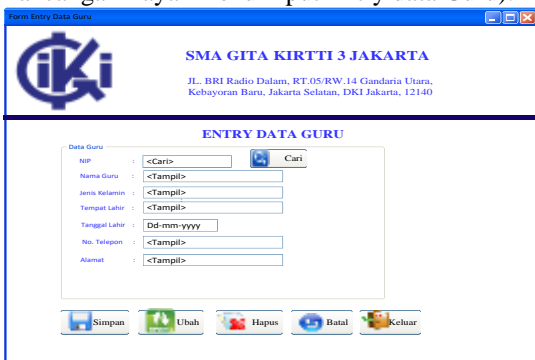 Form Entry Data Guru
SMA GITA KIRTTI 3 JAKARTA
JL. BRI Radio Dalam, RT.05/RW.14 Gandaria Utara,
Kebayoran Baru, Jakarta Selatan, DKI Jakarta, 12140
ENTRY DATA GURU
Data Guru
NIP : <Cari> Cari
Nama Guru : <Tampil>
Jenis Kelamin : <Tampil>
Tempat Lahir : <Tampil>
Tanggal Lahir : Dd-mm-yyyy
No. Telepon : <Tampil>
Alamat : <Tampil>
Simpan Ubah Hapus Batal Keluar